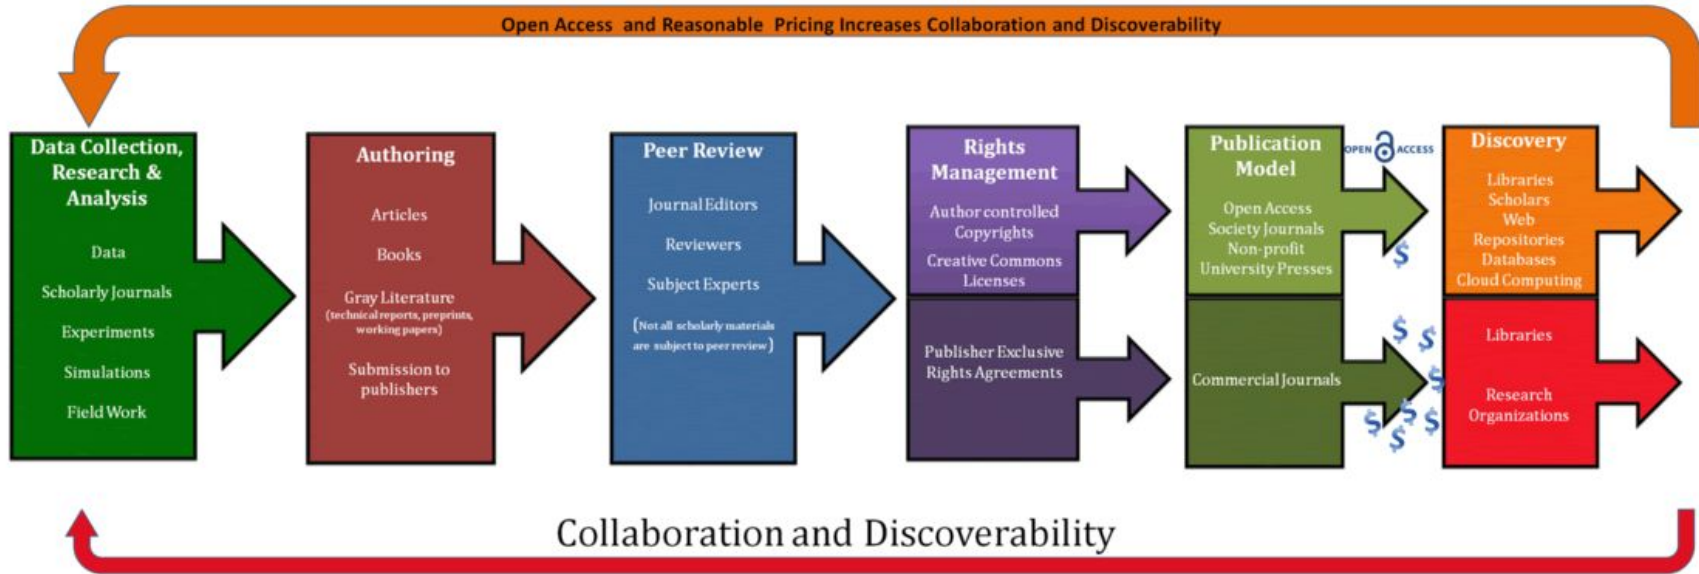 Open Access and Reasonable Pricing Increases Collaboration and Discoverability
Data Collection,
Research &
Analysis
Data
Scholarly Journals
Experiments
Simulations
Field Work
Authoring
Articles
Books
Gray Literature
(technical reports, preprints,
working papers)
Submission to
publishers
Peer Review
Journal Editors
Reviewers
Subject Experts
(Not all scholarly materials
are subject to peer review)
Rights
Management
Author controlled
Copyrights
Creative Commons
Licenses
Publisher Exclusive
Rights Agreements
Publication
Model
Open Access
Society Journals
Non-profit
University Presses
Commercial Journals
OPEN ACCESS
$
$ $
$
$ $ $ $ $
Discovery
Libraries
Scholars
Web
Repositories
Databases
Cloud Computing
Libraries
Research
Organizations
Collaboration and Discoverability